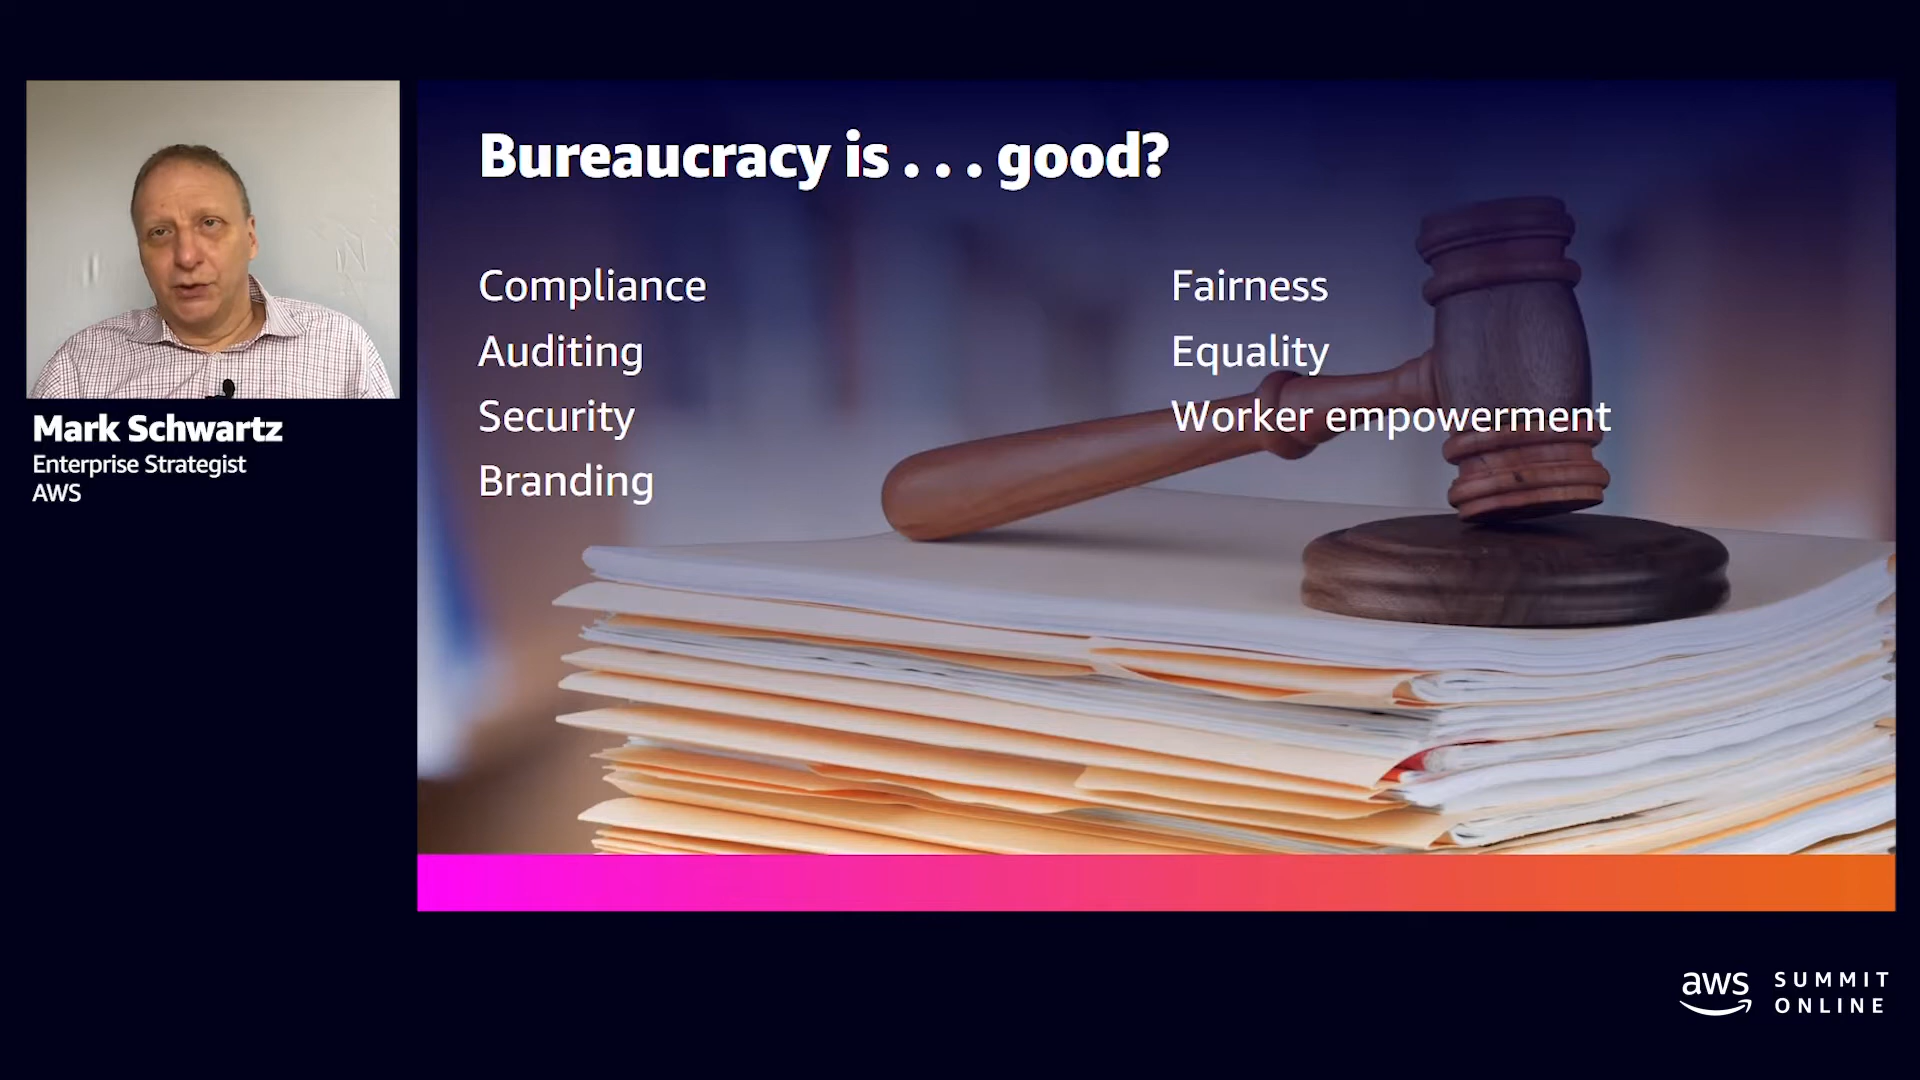 Bureaucracy is . . . good?
Compliance
Auditing
Security
Branding
Fairness
Equality
Worker empowerment
Mark Schwartz
Enterprise Strategist
AWS
aws
SUMMIT
ONLINE